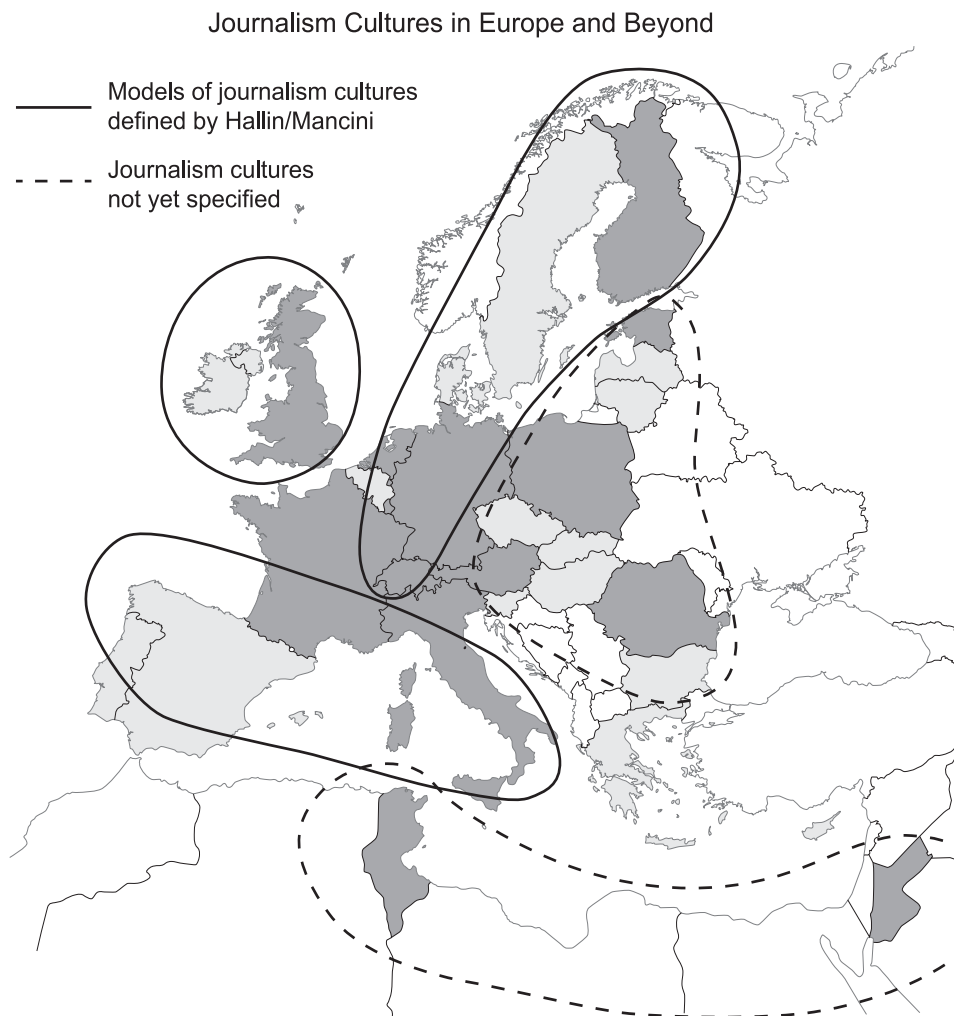 Journalism Cultures in Europe and Beyond
Models of journalism cultures
defined by Hallin/Mancini
Journalism cultures
not yet specified